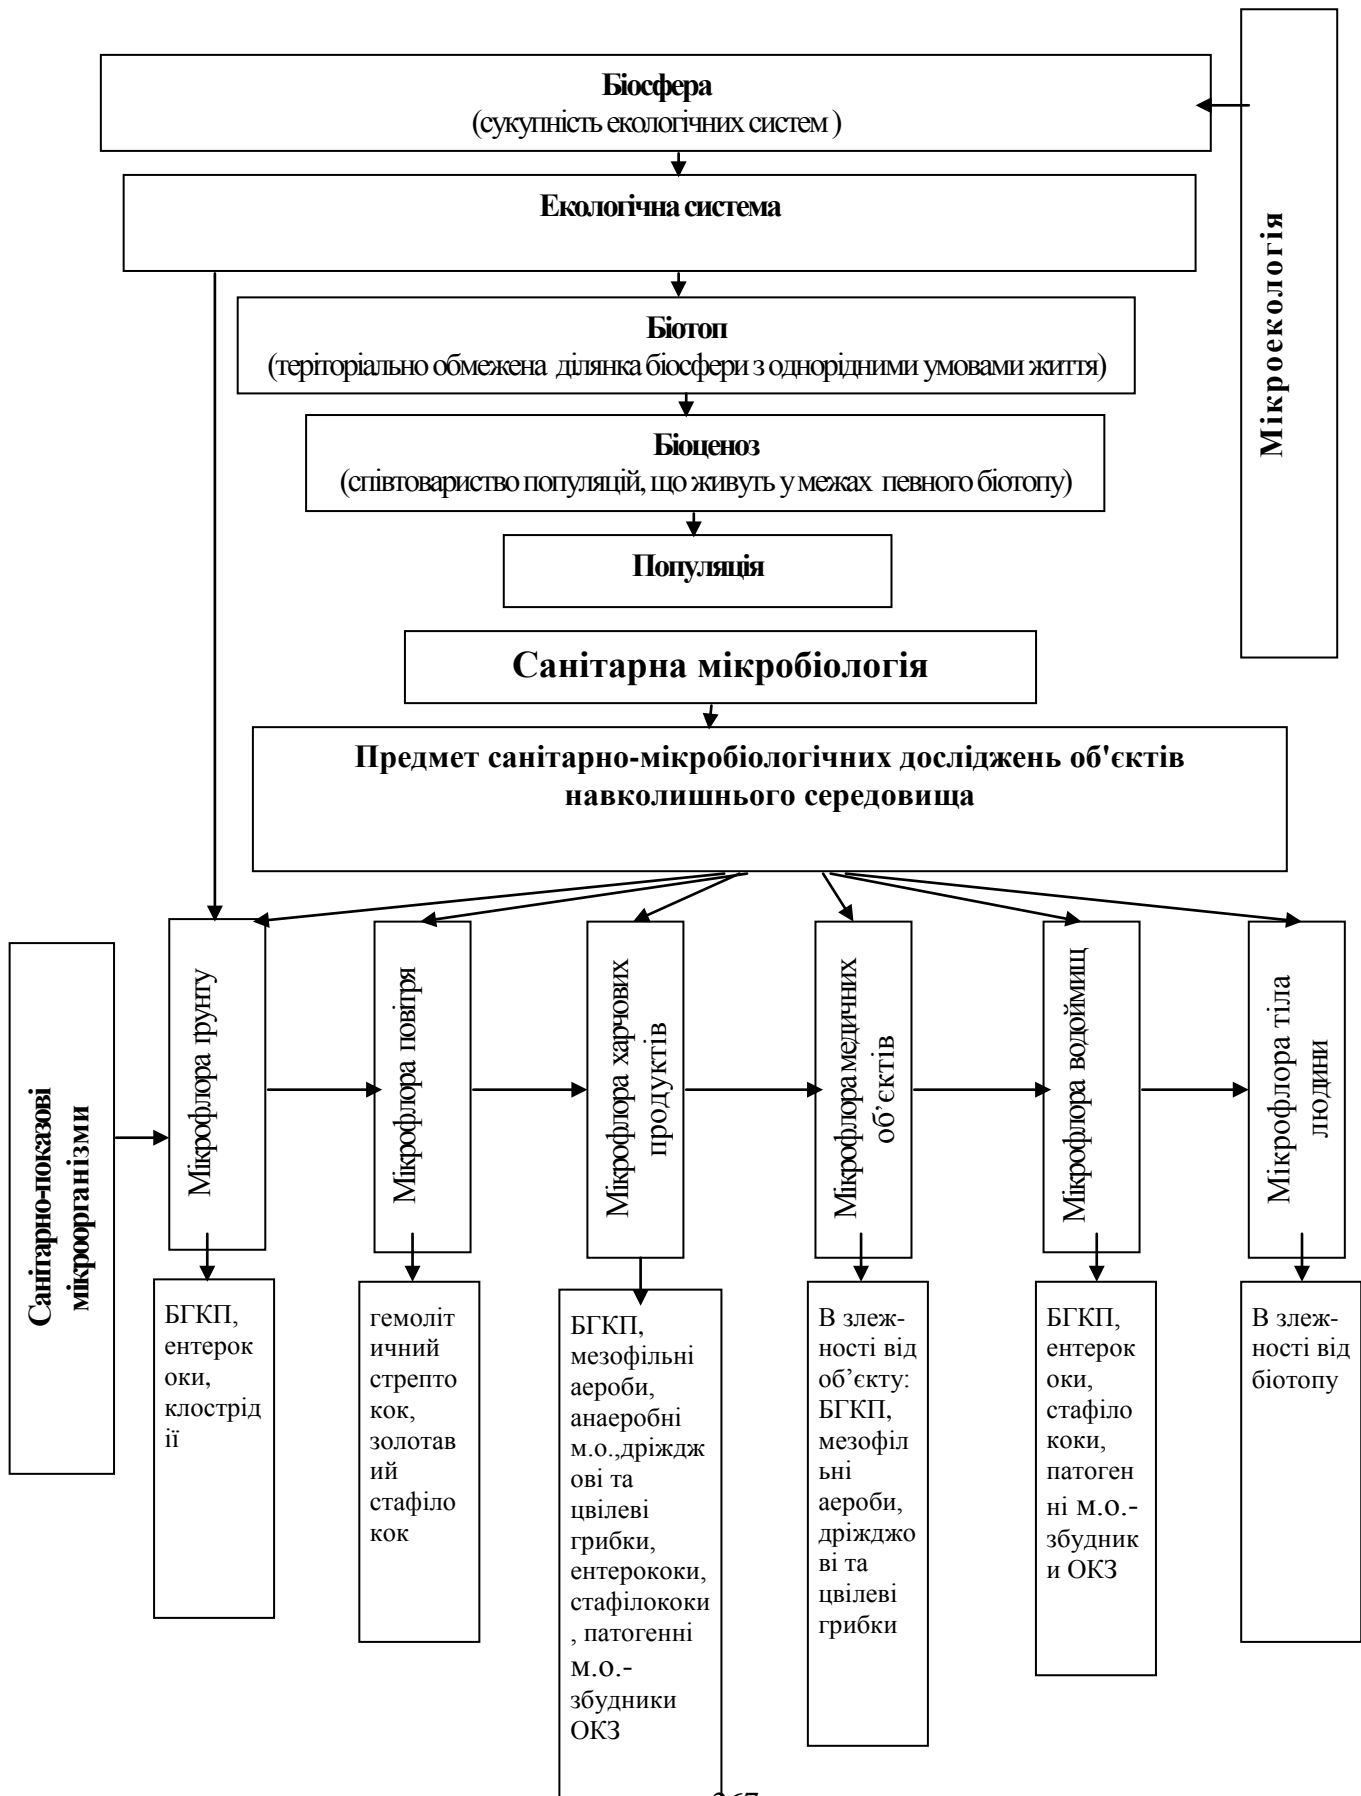 Біосфера
(сукупність екологічних систем )
Екологічна система
Біотоп
(теріторіально обмежена ділянка біосфери з однорідними умовами життя)
Біоценоз
(співтовариство популяцій, що живуть у межах певного біотопу)
Популяція
Мікроекологія
Санітарна мікробіологія
Предмет санітарно-мікробіологічних досліджень об'єктів
навколишнього середовища
Санітарно-показові
мікроорганізми
Мікрофлора ґрунту
Мікрофлора повітря
Мікрофлора харчових
продуктів
Мікрофлора медичних
об’єктів
Мікрофлора водоймищ
Мікрофлора тіла
людини
БГКП,
ентерок
оки,
клострід
ії
гемоліт
ичний
стрепто
кок,
золотав
ий
стафіло
кок
БГКП,
мезофільні
аероби,
анаеробні
м.о.,дріждж
ові та
цвілеві
грибки,
ентерококи,
стафілококи
, патогенні
м.о.-
збудники
ОКЗ
В злеж-
ності від
об’єкту:
БГКП,
мезофіл
ьні
аероби,
дріжджо
ві та
цвілеві
грибки
БГКП,
ентерок
оки,
стафіло
коки,
патоген
ні м.о.-
збудник
и ОКЗ
В злеж-
ності від
біотопу